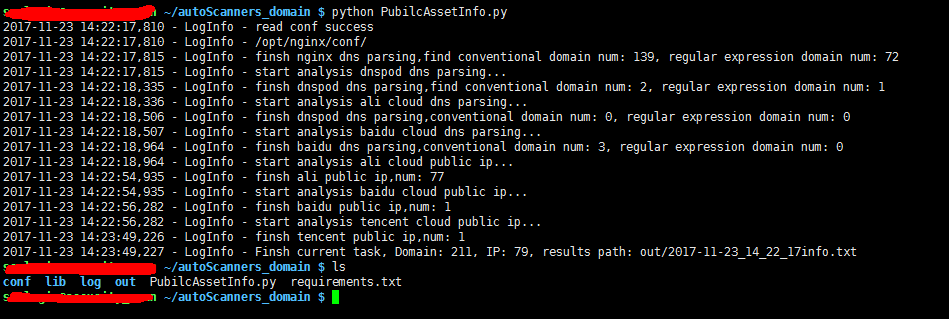 ~/autoScanners_domain $ python PubilcAssetInfo.py
2017-11-23 14:22:17,810 - LogInfo - read conf success
2017-11-23 14:22:17,810 - LogInfo - /opt/nginx/conf/
2017-11-23 14:22:17,815 - LogInfo - finsh nginx dns parsing,find conventional domain num: 139, regular expression domain num: 72
2017-11-23 14:22:17,815 - LogInfo - start analysis dnspod dns parsing...
2017-11-23 14:22:18,335 - LogInfo - finsh dnspod dns parsing,find conventional domain num: 2, regular expression domain num: 1
2017-11-23 14:22:18,336 - LogInfo - start analysis ali cloud dns parsing...
2017-11-23 14:22:18,506 - LogInfo - finsh dnspod dns parsing,conventional domain num: 0, regular expression domain num: 0
2017-11-23 14:22:18,507 - LogInfo - start analysis baidu cloud dns parsing...
2017-11-23 14:22:18,964 - LogInfo - finsh baidu dns parsing,conventional domain num: 3, regular expression domain num: 0
2017-11-23 14:22:18,964 - LogInfo - start analysis ali cloud public ip...
2017-11-23 14:22:54,935 - LogInfo - finsh ali public ip,num: 77
2017-11-23 14:22:54,935 - LogInfo - start analysis baidu cloud public ip...
2017-11-23 14:22:56,282 - LogInfo - finsh baidu public ip,num: 1
2017-11-23 14:22:56,282 - LogInfo - start analysis tencent cloud public ip...
2017-11-23 14:23:49,226 - LogInfo - finsh tencent public ip,num: 1
2017-11-23 14:23:49,227 - LogInfo - Finsh current task, Domain: 211, IP: 79, results path: out/2017-11-23_14_22_17info.txt
~/autoScanners_domain $ ls
conf lib log out PubilcAssetInfo.py requirements.txt
~/autoScanners_domain $